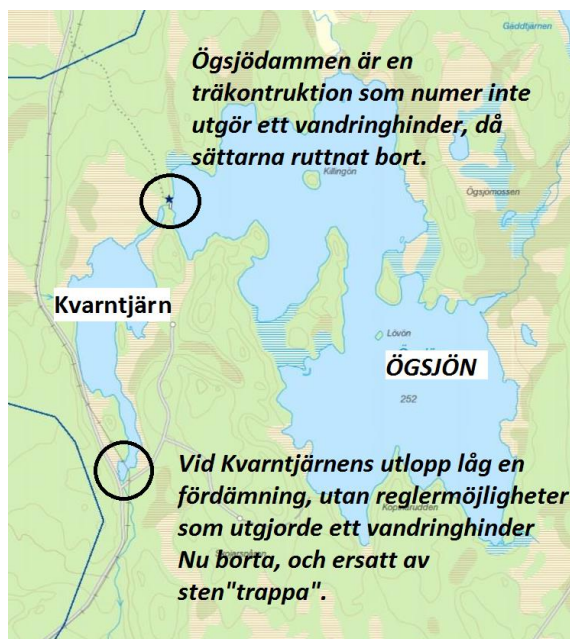 Gäddtjärnen
Ögsjödammen är en
träkontruktion som numer inte
utgör ett vandringhinder, då
sättarna ruttnat bort.
Killingön
Ögsjömossen
Kvarntjärn
Lövön
ÖGSJÖN
252
Vid Kvarntjärnens utlopp låg en
fördämning, utan reglermöjligheter
som utgjorde ett vandringhinder
Nu borta, och ersatt av
sten"trappa".